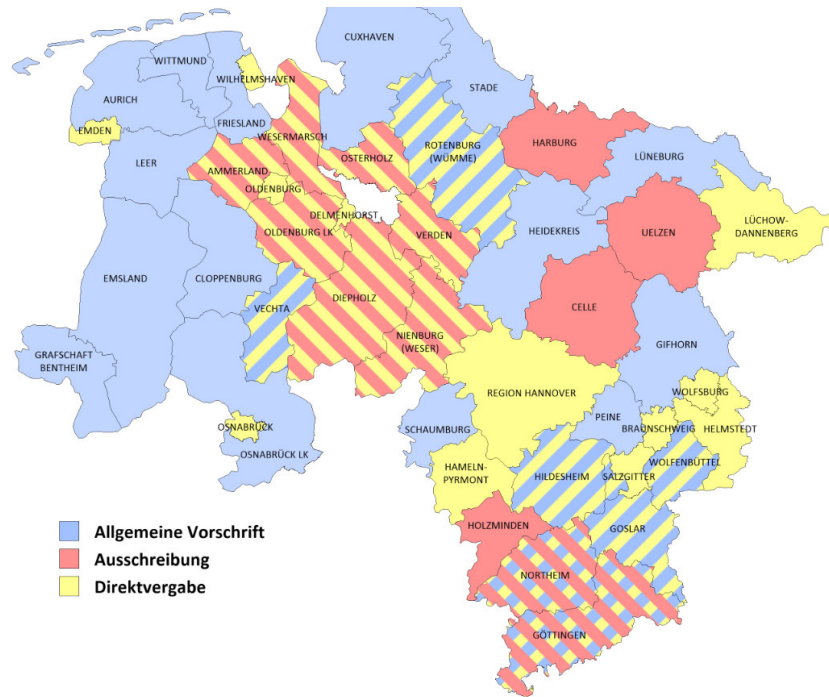 CUXHAVEN
WITTMUND
WILHELMSHAVEN
STADE
AURICH
FRIESLAND
EMDEN
WESERMARSCH
ROTENBURG
(WÜMME)
HARBURG
LEER
OSTERHOLZ
LÜNEBURG
AMMERLAND
OLDENBURG
DELMENHORST
LÜCHOW-
DANNENBERG
OLDENBURG LK
VERDEN
HEIDEKREIS
UELZEN
EMSLAND
CLOPPENBURG
VECHTA
DIEPHOLZ
CELLE
NIENBURG
(WESER)
GIFHORN
GRAFSCHAFT
BENTHEIM
REGION HANNOVER
WOLFSBURG
PEINE
OSNABRÜCK
SCHAUMBURG
BRAUNSCHWEIG
HELMSTEDT
OSNABRÜCK LK
HAMELN-
PYRMONT
HILDESHEIM
SALZGITTER
WOLFENBÜTTEL
HOLZMINDEN
GOSLAR
NORTHEIM
GÖTTINGEN
Allgemeine Vorschrift
Ausschreibung
Direktvergabe